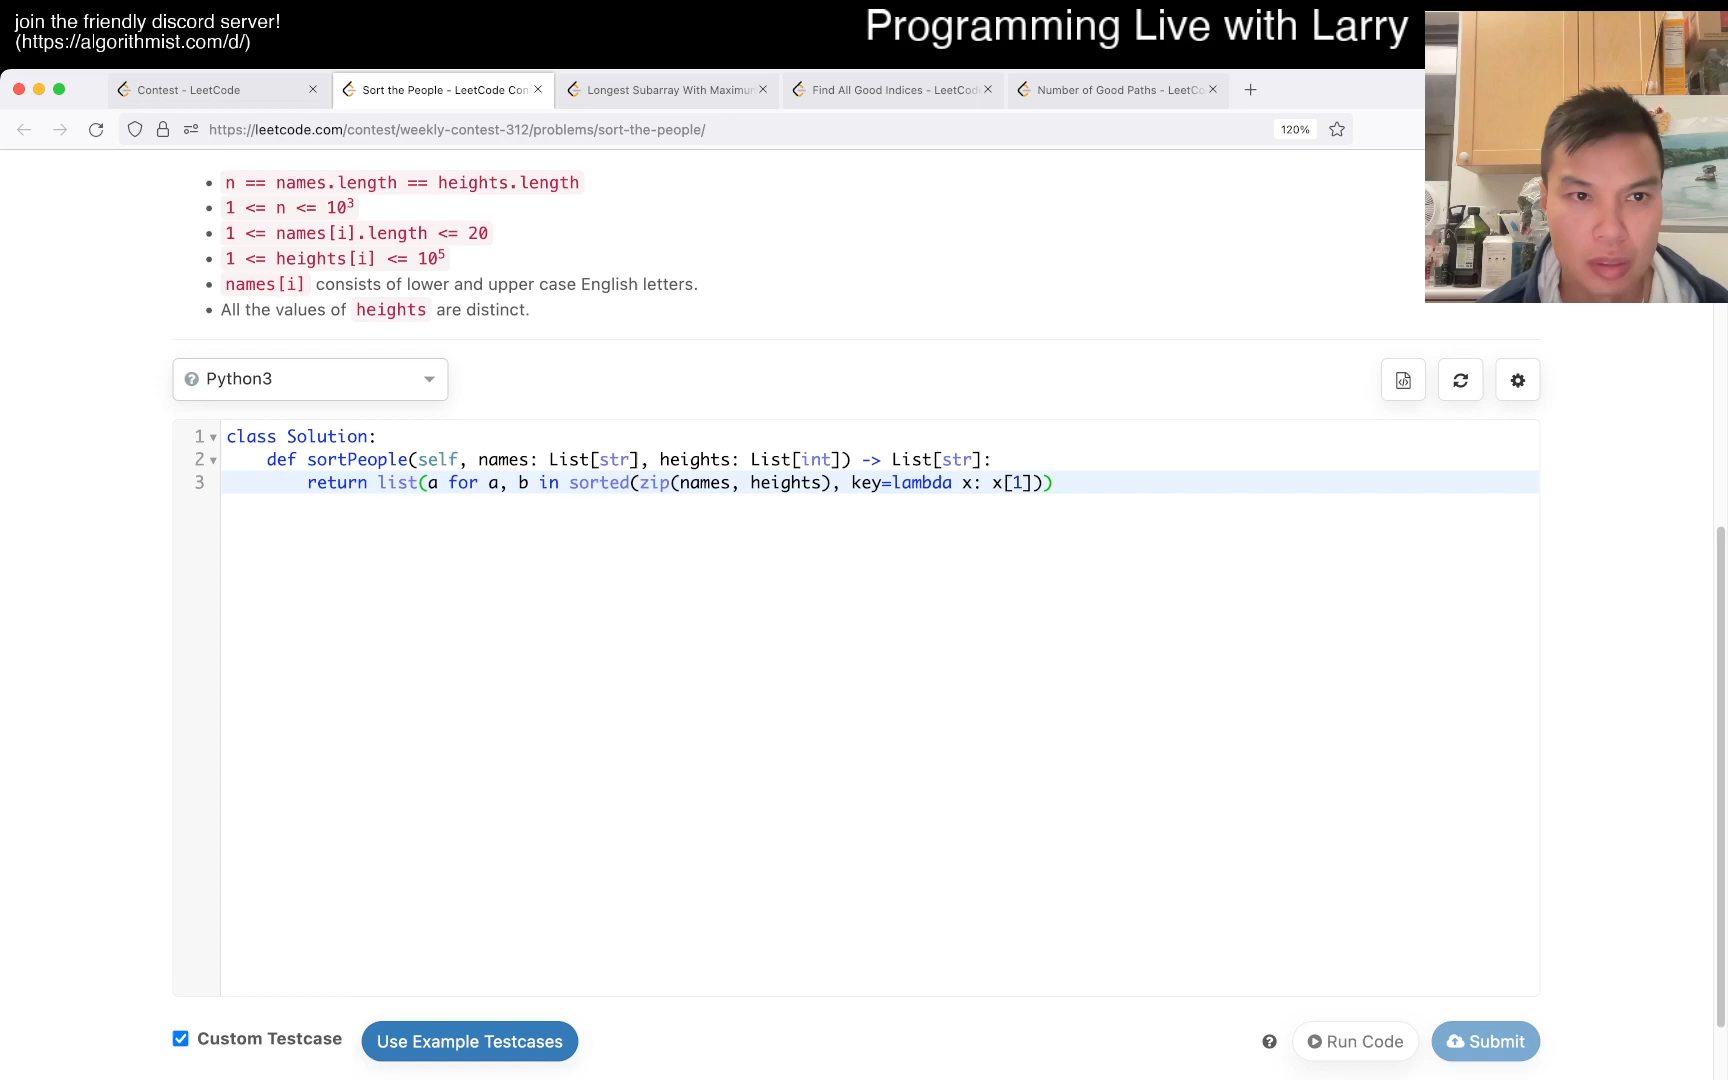 join the friendly discord server!
(https://algorithmist.com/d/)
Programming Live with Larry
Contest - LeetCode
Sort the People - LeetCode Con
Longest Subarray With Maximum
Find All Good Indices - LeetCode
Number of Good Paths - LeetCo
https://leetcode.com/contest/weekly-contest-312/problems/sort-the-people/
120%
n == names.length == heights.length
1 <= n <= 10³
1 <= names[i].length <= 20
1 <= heights[i] <= 10⁵
names[i] consists of lower and upper case English letters.
All the values of heights are distinct.
Python3
1 class Solution:
2 def sortPeople(self, names: List[str], heights: List[int]) -> List[str]:
3 return list(a for a, b in sorted(zip(names, heights), key=lambda x: x[1]))
Custom Testcase
Use Example Testcases
Run Code
Submit